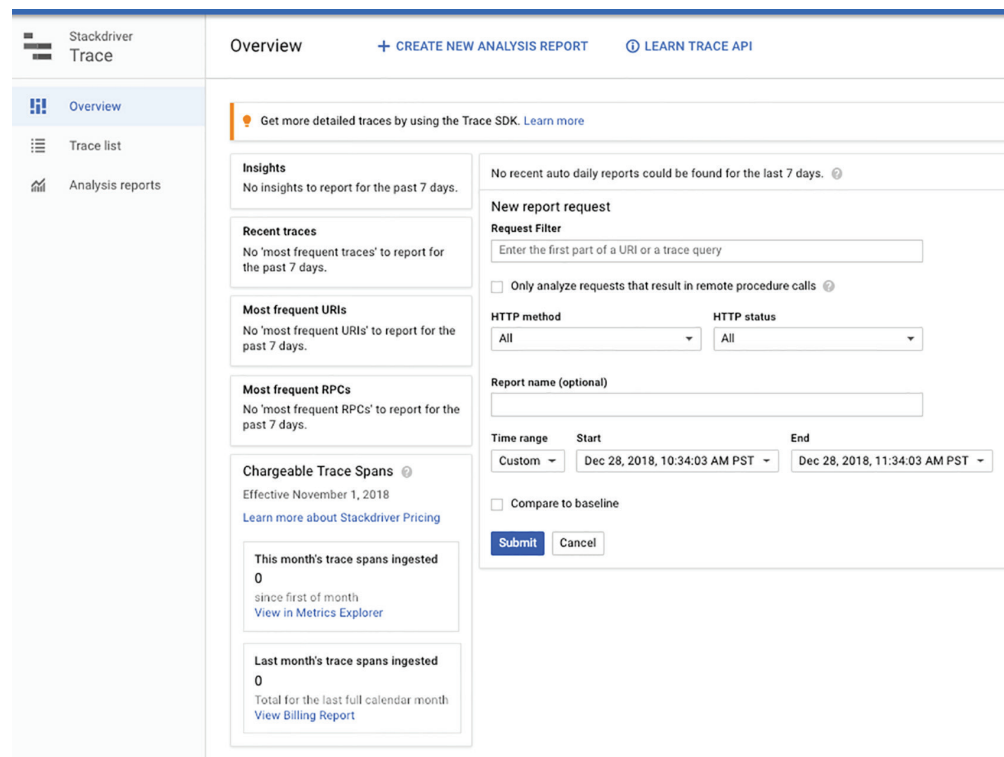 Stackdriver
Trace
Overview
+ CREATE NEW ANALYSIS REPORT
LEARN TRACE API
Overview
Trace list
Analysis reports
Get more detailed traces by using the Trace SDK. Learn more
Insights
No insights to report for the past 7 days.
Recent traces
No 'most frequent traces' to report for
the past 7 days.
Most frequent URIs
No 'most frequent URIs' to report for the
past 7 days.
Most frequent RPCs
No 'most frequent RPCs' to report for the
past 7 days.
Chargeable Trace Spans
Effective November 1, 2018
Learn more about Stackdriver Pricing
This month's trace spans ingested
0
since first of month
View in Metrics Explorer
Last month's trace spans ingested
0
Total for the last full calendar month
View Billing Report
No recent auto daily reports could be found for the last 7 days.
New report request
Request Filter
Enter the first part of a URI or a trace query
Only analyze requests that result in remote procedure calls
HTTP method
HTTP status
All
All
Report name (optional)
Time range
Start
End
Custom
Dec 28, 2018, 10:34:03 AM PST
Dec 28, 2018, 11:34:03 AM PST
Compare to baseline
Submit
Cancel